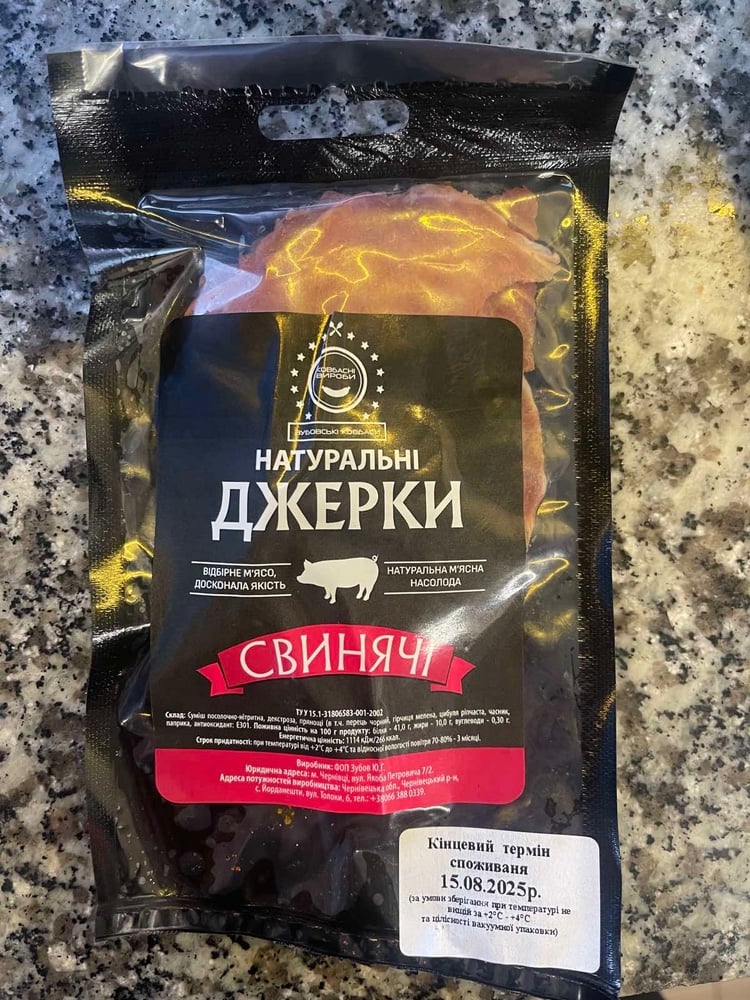 КОВБАСНІ
ВИРОБИ
ЗУБОВСЬКІ КОВБАСИ
НАТУРАЛЬНІ
ДЖЕРКИ
ВІДБІРНЕ М'ЯСО,
ДОСКОНАЛА ЯКІСТЬ
НАТУРАЛЬНА М'ЯСНА
НАСОЛОДА
СВИНЯЧІ
ТУ У 15.1-31806583-001-2002
Склад: Суміш посолочно-нітритна, декстроза, прянощі (в т.ч. перець чорний, гірчиця мелена, цибуля ріпчаста, часник,
паприка, антиоксидант: Е301. Поживна цінність на 100 г продукту: білки - 41,0 г, жири - 10,0 г, вуглеводи - 0,30 г.
Енергетична цінність: 1114 кДж/266 ккал.
Строк придатності: при температурі від +2°С до +4°С та відносної вологості повітря 70-80% - 3 місяці.
Виробник: ФОП Зубов Ю.Г.
Юридична адреса: м. Чернівці, вул. Якоба Петровича 7/2.
Адреса потужностей виробництва: Чернівецька обл., Чернівецький р-н,
с. Йорданешти, вул. Толоки, 6, тел.: +38066 388 0339.
Кінцевий термін
споживаня
15.08.2025р.
(за умови зберігання при температурі не
вищій за +2°С - +4°С
та цілісності вакуумної упаковки)